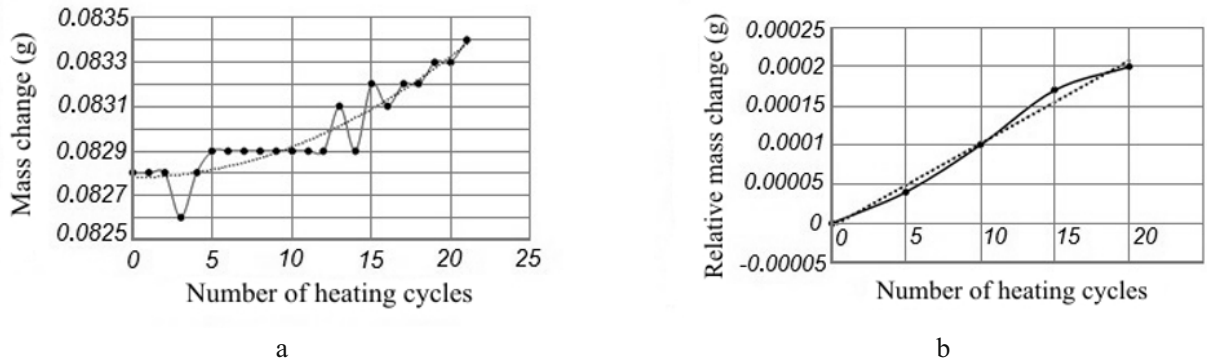 Mass change (g)
0.0835
0.0833
0.0831
0.0829
0.0827
0.0825
0 5 10 15 20 25
Number of heating cycles
a
Relative mass change (g)
0.00025
0.0002
0.00015
0.0001
0.00005
0
-0.00005
0 5 10 15 20
Number of heating cycles
b